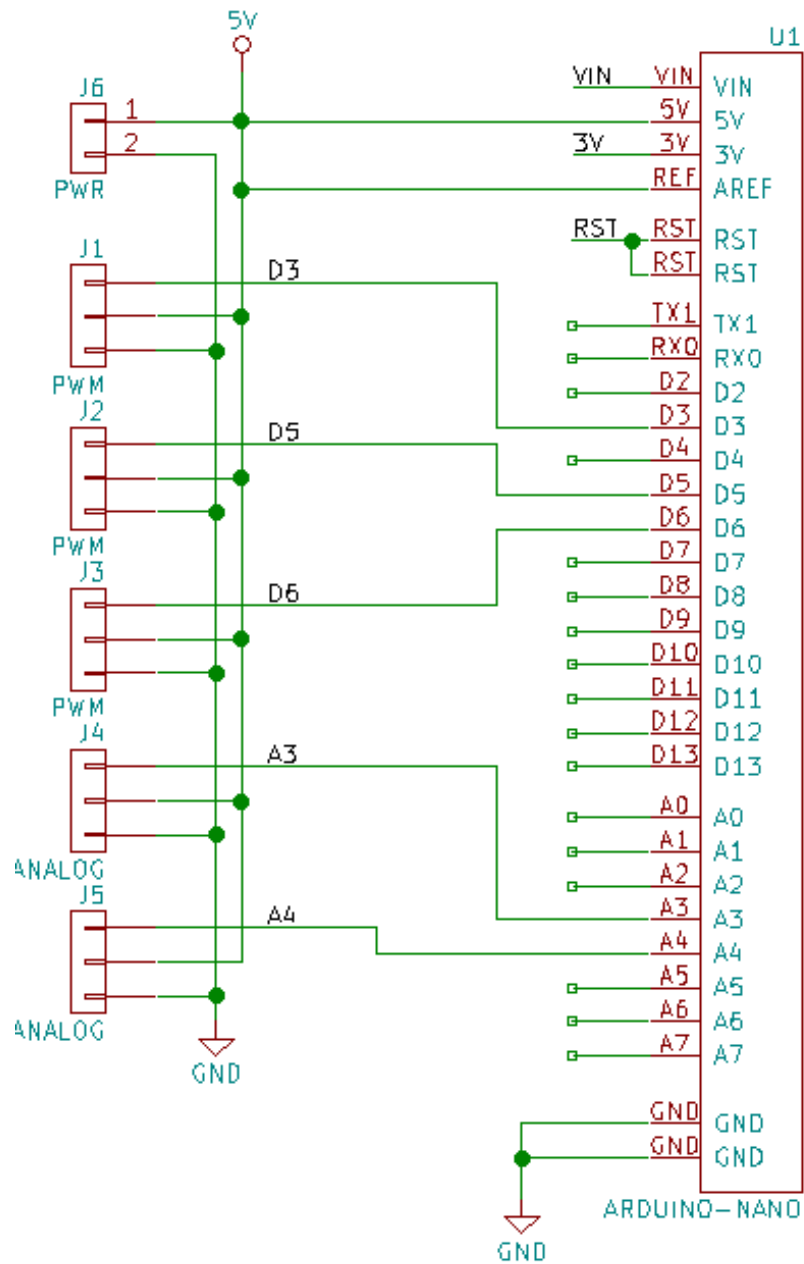 5V
J6
1
2
PWR
J1
D3
PWM
J2
D5
PWM
J3
D6
PWM
J4
A3
ANALOG
J5
A4
ANALOG
GND
U1
VIN VIN VIN
5V 5V
3V 3V 3V
REF AREF
RST RST RST
RST RST
TX1 TX1
RX0 RX0
D2 D2
D3 D3
D4 D4
D5 D5
D6 D6
D7 D7
D8 D8
D9 D9
D10 D10
D11 D11
D12 D12
D13 D13
A0 A0
A1 A1
A2 A2
A3 A3
A4 A4
A5 A5
A6 A6
A7 A7
GND GND
GND GND
ARDUINO-NANO
GND